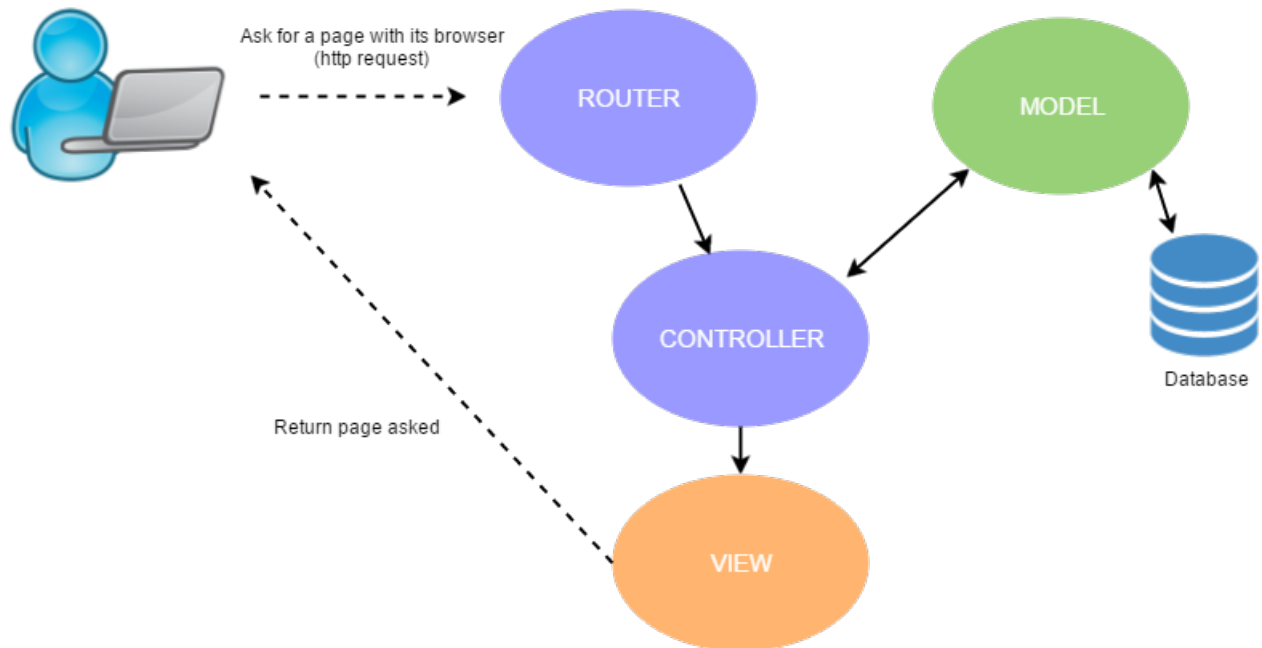 Ask for a page with its browser
(http request)
ROUTER
MODEL
CONTROLLER
Database
Return page asked
VIEW